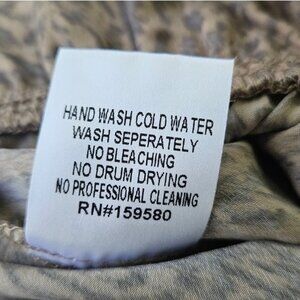 HAND WASH COLD WATER
WASH SEPERATELY
NO BLEACHING
NO DRUM DRYING
NO PROFESSIONAL CLEANING
RN#159580